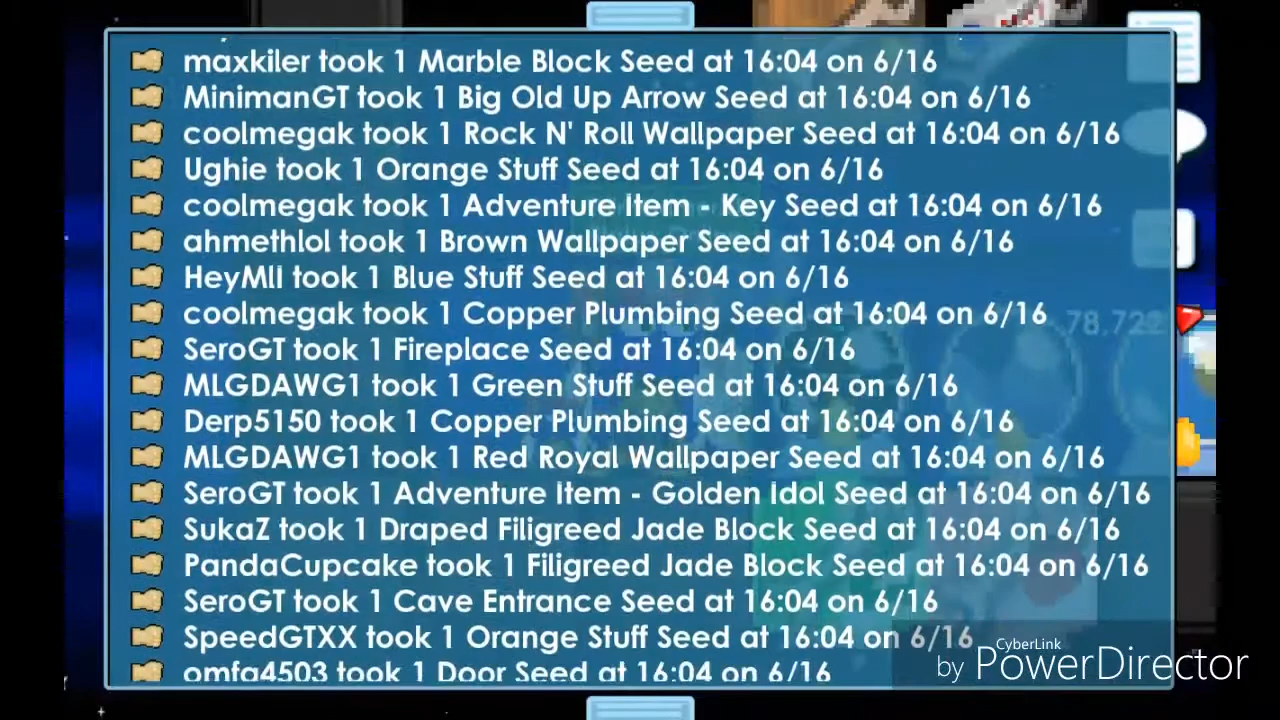 maxkiler took 1 Marble Block Seed at 16:04 on 6/16
MinimanGT took 1 Big Old Up Arrow Seed at 16:04 on 6/16
coolmegak took 1 Rock N' Roll Wallpaper Seed at 16:04 on 6/16
Ughie took 1 Orange Stuff Seed at 16:04 on 6/16
coolmegak took 1 Adventure Item - Key Seed at 16:04 on 6/16
ahmethlol took 1 Brown Wallpaper Seed at 16:04 on 6/16
HeyMll took 1 Blue Stuff Seed at 16:04 on 6/16
coolmegak took 1 Copper Plumbing Seed at 16:04 on 6/16
78,722
SeroGT took 1 Fireplace Seed at 16:04 on 6/16
MLGDAWG1 took 1 Green Stuff Seed at 16:04 on 6/16
Derp5150 took 1 Copper Plumbing Seed at 16:04 on 6/16
MLGDAWG1 took 1 Red Royal Wallpaper Seed at 16:04 on 6/16
SeroGT took 1 Adventure Item - Golden Idol Seed at 16:04 on 6/16
SukaZ took 1 Draped Filigreed Jade Block Seed at 16:04 on 6/16
PandaCupcake took 1 Filigreed Jade Block Seed at 16:04 on 6/16
SeroGT took 1 Cave Entrance Seed at 16:04 on 6/16
SpeedGTXX took 1 Orange Stuff Seed at 16:04 on 6/16
omfg4503 took 1 Door Seed at 16:04 on 6/16
CyberLink
by PowerDirector